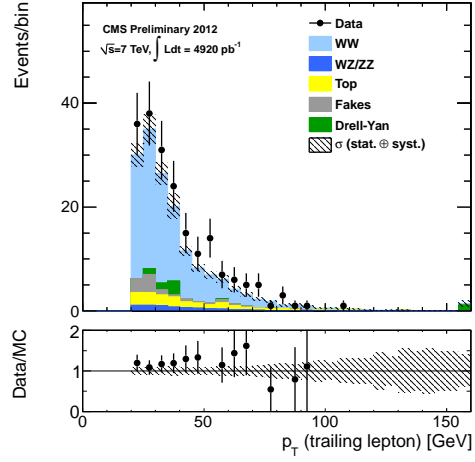 Events/bin
CMS Preliminary 2012
√s=7 TeV, ∫ Ldt = 4920 pb⁻¹
Data
WW
WZ/ZZ
Top
Fakes
Drell-Yan
σ (stat. ⊕ syst.)
40
20
0
Data/MC
2
1
0
0 50 100 150
p_T (trailing lepton) [GeV]